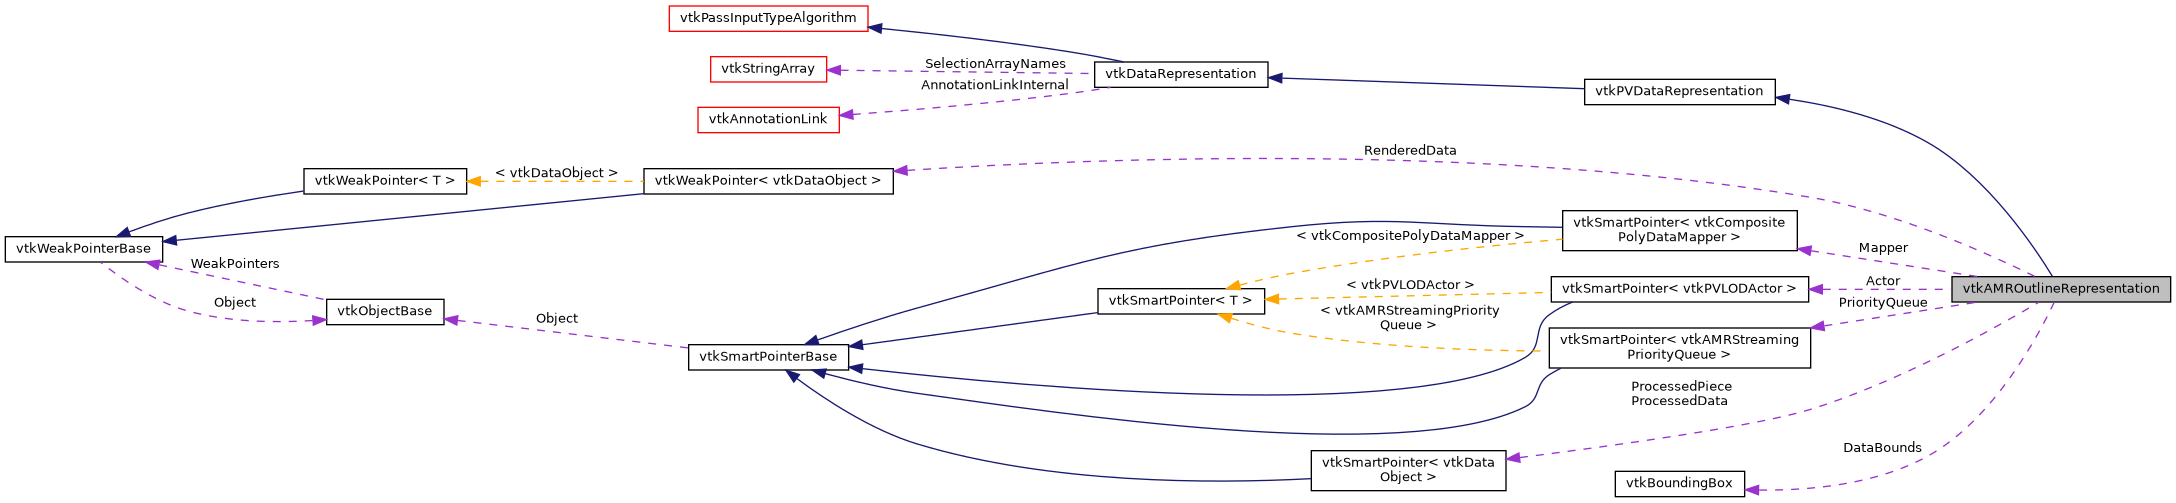 vtkPassInputTypeAlgorithm
vtkStringArray
SelectionArrayNames
vtkDataRepresentation
AnnotationLinkInternal
vtkPVDataRepresentation
vtkAnnotationLink
RenderedData
vtkWeakPointer< T >
< vtkDataObject >
vtkWeakPointer< vtkDataObject >
vtkWeakPointerBase
WeakPointers
Object
vtkObjectBase
Object
vtkSmartPointerBase
vtkSmartPointer< T >
< vtkCompositePolyDataMapper >
< vtkPVLODActor >
< vtkAMRStreamingPriority
Queue >
vtkSmartPointer< vtkComposite
PolyDataMapper >
vtkSmartPointer< vtkPVLODActor >
vtkSmartPointer< vtkAMRStreaming
PriorityQueue >
Mapper
Actor
PriorityQueue
vtkAMROutlineRepresentation
ProcessedPiece
ProcessedData
vtkSmartPointer< vtkData
Object >
DataBounds
vtkBoundingBox